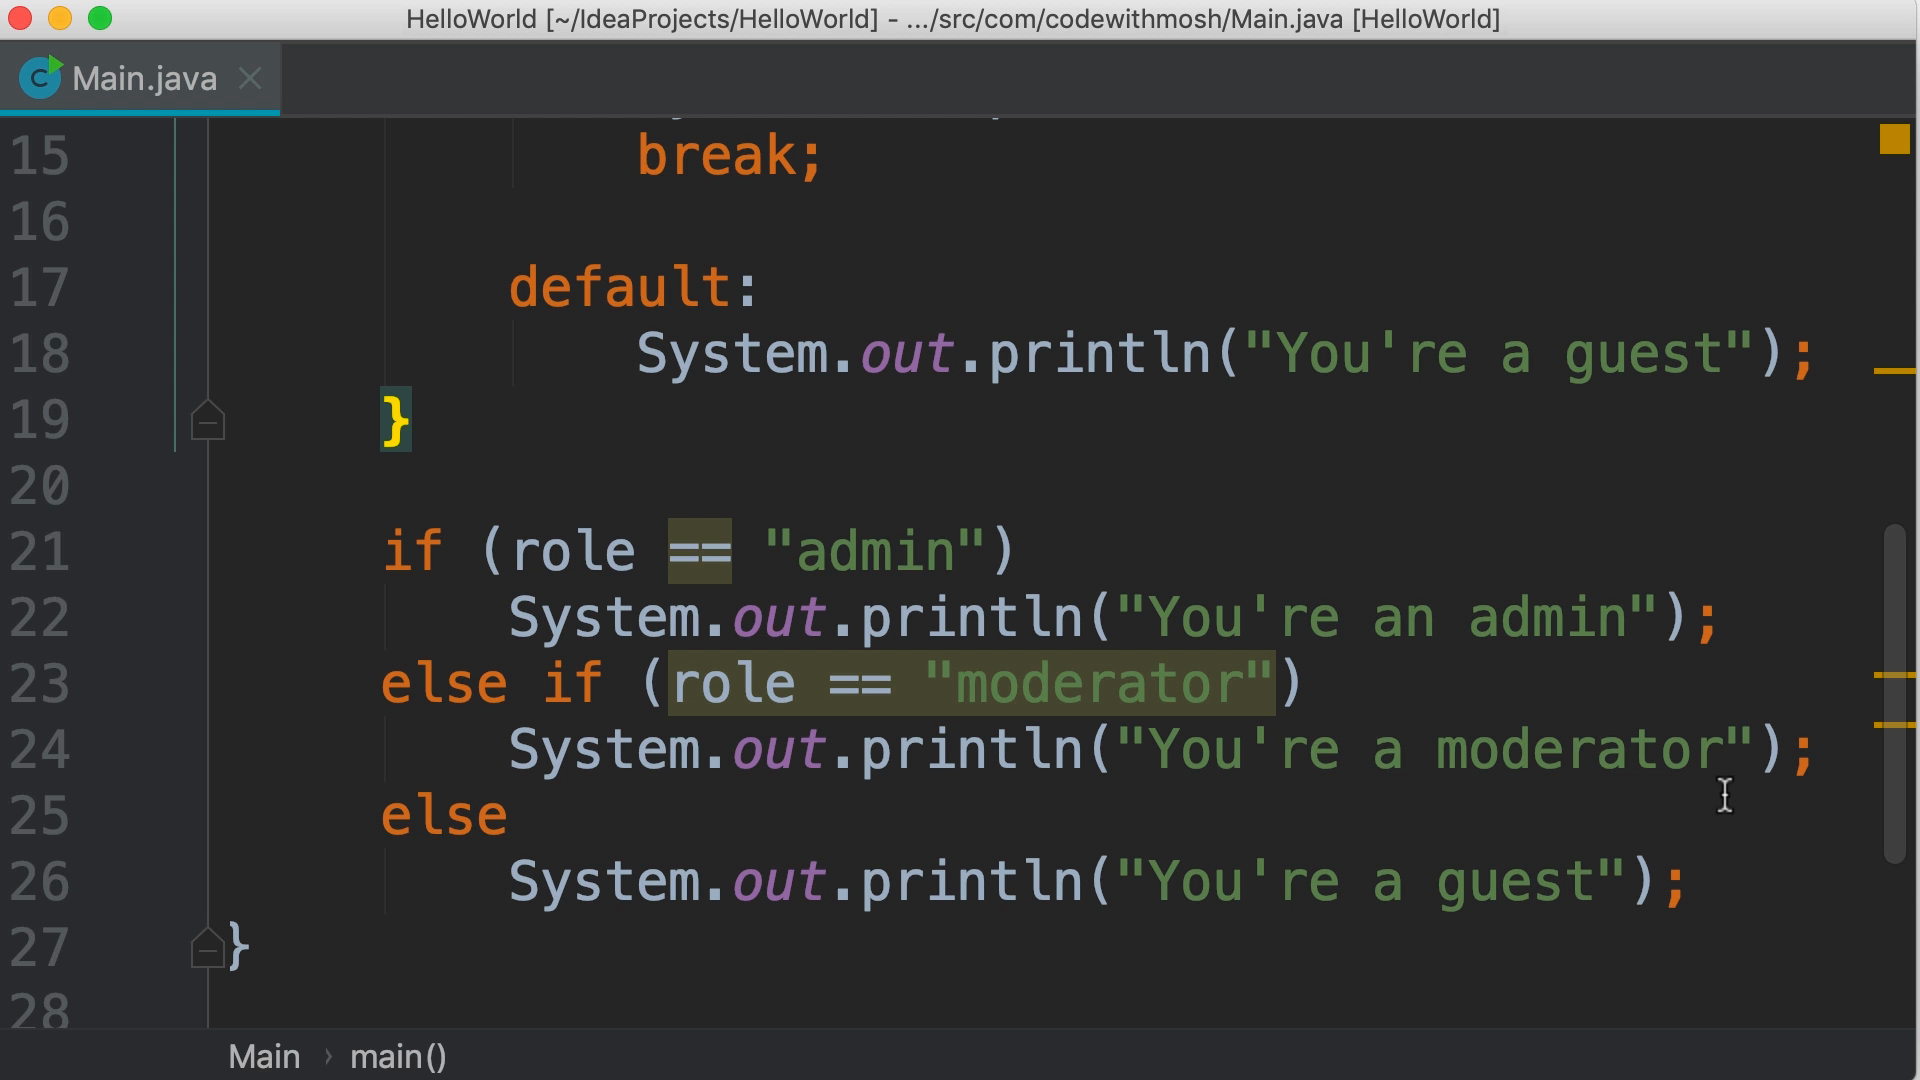 HelloWorld [~/IdeaProjects/HelloWorld] - .../src/com/codewithmosh/Main.java [HelloWorld]
Main.java
15 break;
16
17 default:
18 System.out.println("You're a guest");
19 }
20
21 if (role == "admin")
22 System.out.println("You're an admin");
23 else if (role == "moderator")
24 System.out.println("You're a moderator");
25 else
26 System.out.println("You're a guest");
27 }
28
Main › main()